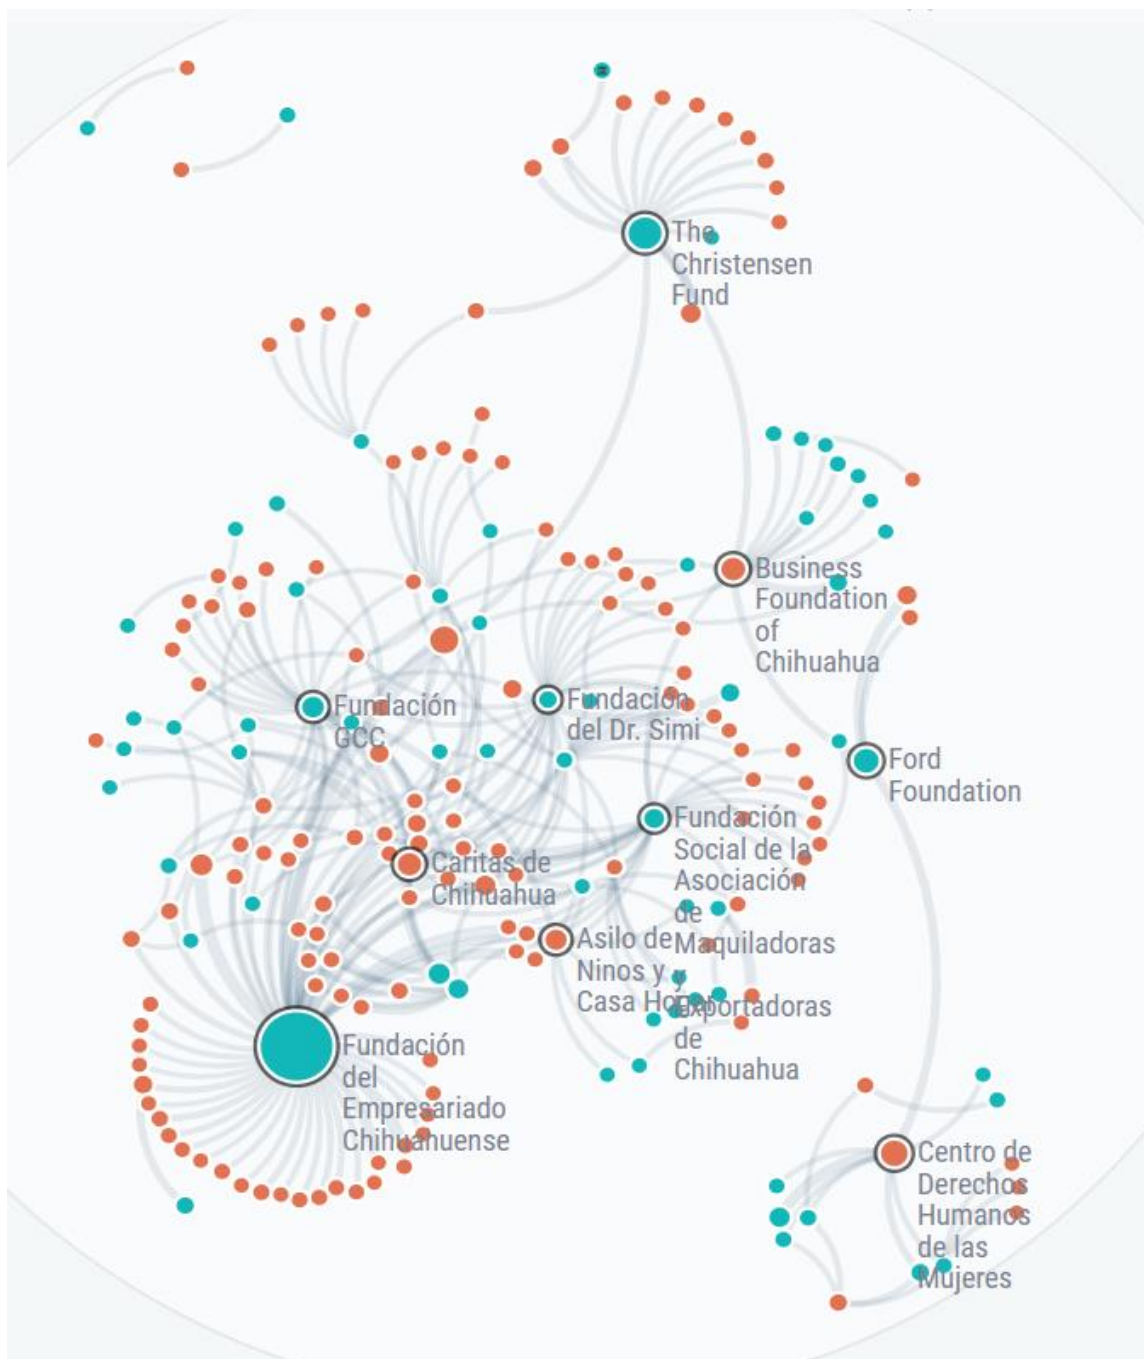 The
Christensen
Fund
Business
Foundation
of
Chihuahua
Fundación
GCC
Fundación
del Dr. Simi
Ford
Foundation
Fundación
Social de la
Asociación
de
Maquiladoras
y
Exportadoras
de
Chihuahua
Caritas de
Chihuahua
Asilo de
Ninos y
Casa Hogar
Fundación
del
Empresariado
Chihuahuense
Centro de
Derechos
Humanos
de las
Mujeres